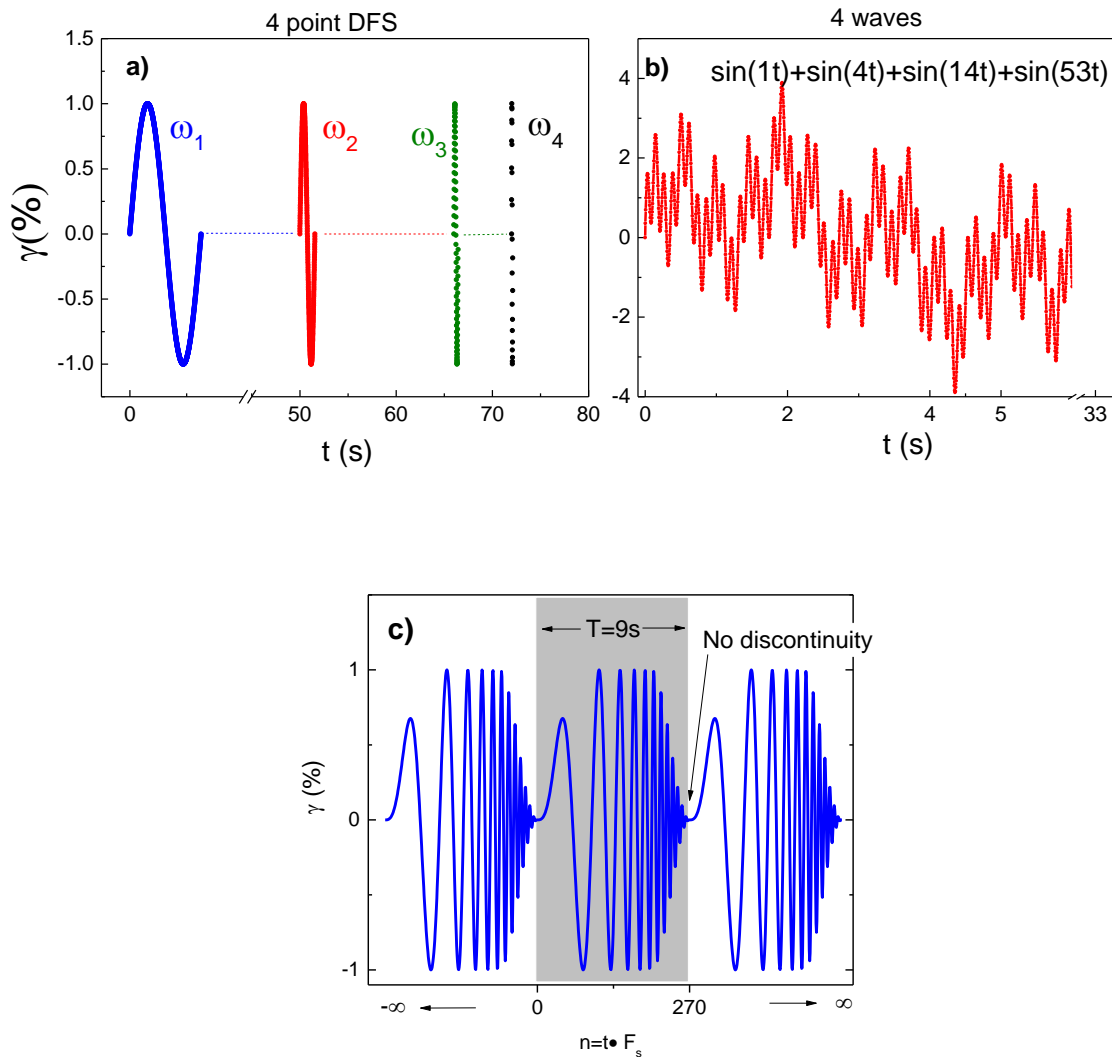 4 point DFS
a)
1.5
1.0
0.5
0.0
-0.5
-1.0
γ(%)
ω1
ω2
ω3
ω4
0
50
60
70
80
t (s)
4 waves
b)
sin(1t)+sin(4t)+sin(14t)+sin(53t)
4
2
0
-2
-4
0
2
4
5
33
t (s)
c)
T=9s
No discontinuity
1
0
-1
γ (%)
-∞
0
270
∞
n=t• Fs